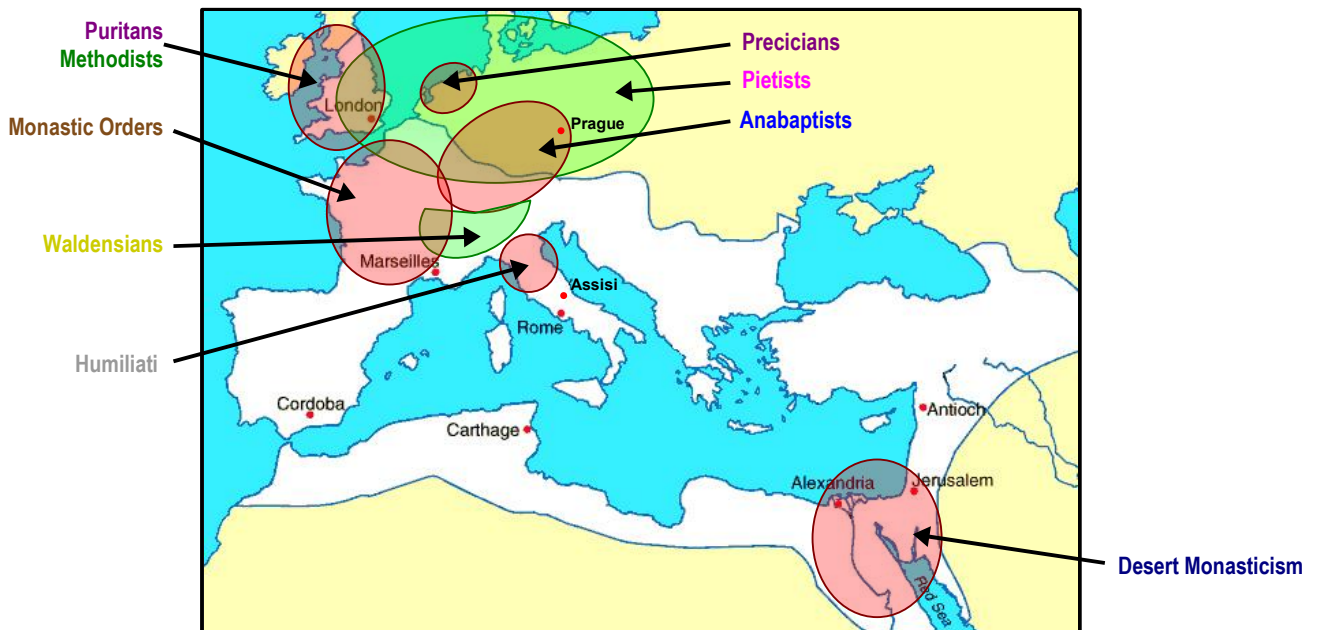 Puritans
Methodists
Precicians
Pietists
London
Monastic Orders
Prague
Anabaptists
Waldensians
Marseilles
Assisi
Rome
Humiliati
Cordoba
Carthage
Antioch
Alexandria
Jerusalem
Desert Monasticism
Red Sea